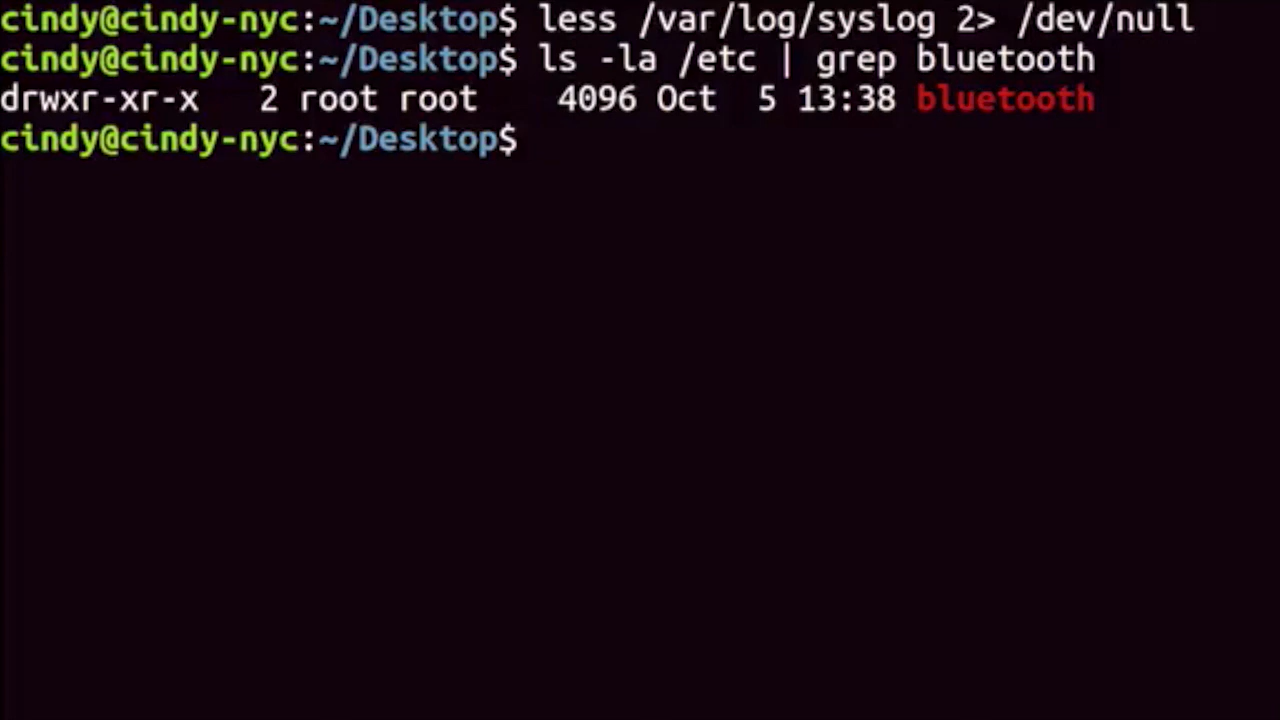 cindy@cindy-nyc:~/Desktop$ less /var/log/syslog 2> /dev/null
cindy@cindy-nyc:~/Desktop$ ls -la /etc | grep bluetooth
drwxr-xr-x   2 root root    4096 Oct  5 13:38 bluetooth
cindy@cindy-nyc:~/Desktop$